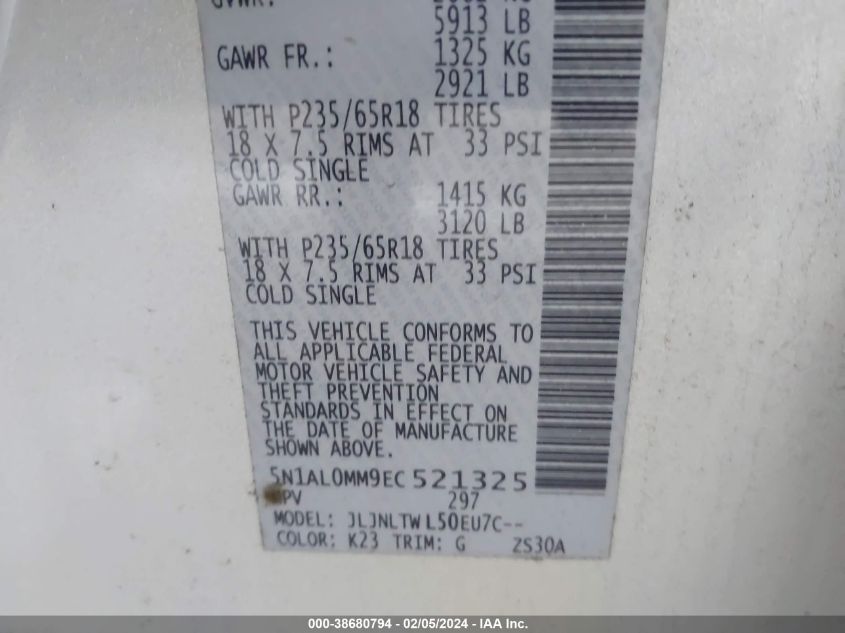 5913 LB
GAWR FR.: 1325 KG
2921 LB
WITH P235/65R18 TIRES
18 X 7.5 RIMS AT 33 PSI
COLD SINGLE
GAWR RR.: 1415 KG
3120 LB
WITH P235/65R18 TIRES
18 X 7.5 RIMS AT 33 PSI
COLD SINGLE
THIS VEHICLE CONFORMS TO
ALL APPLICABLE FEDERAL
MOTOR VEHICLE SAFETY AND
THEFT PREVENTION
STANDARDS IN EFFECT ON
THE DATE OF MANUFACTURE
SHOWN ABOVE.
5N1AL0MM9EC521325
297
MODEL: JLJNLTWL50EU7C--
COLOR: K23 TRIM: G ZS30A
000-38680794 - 02/05/2024 - IAA Inc.